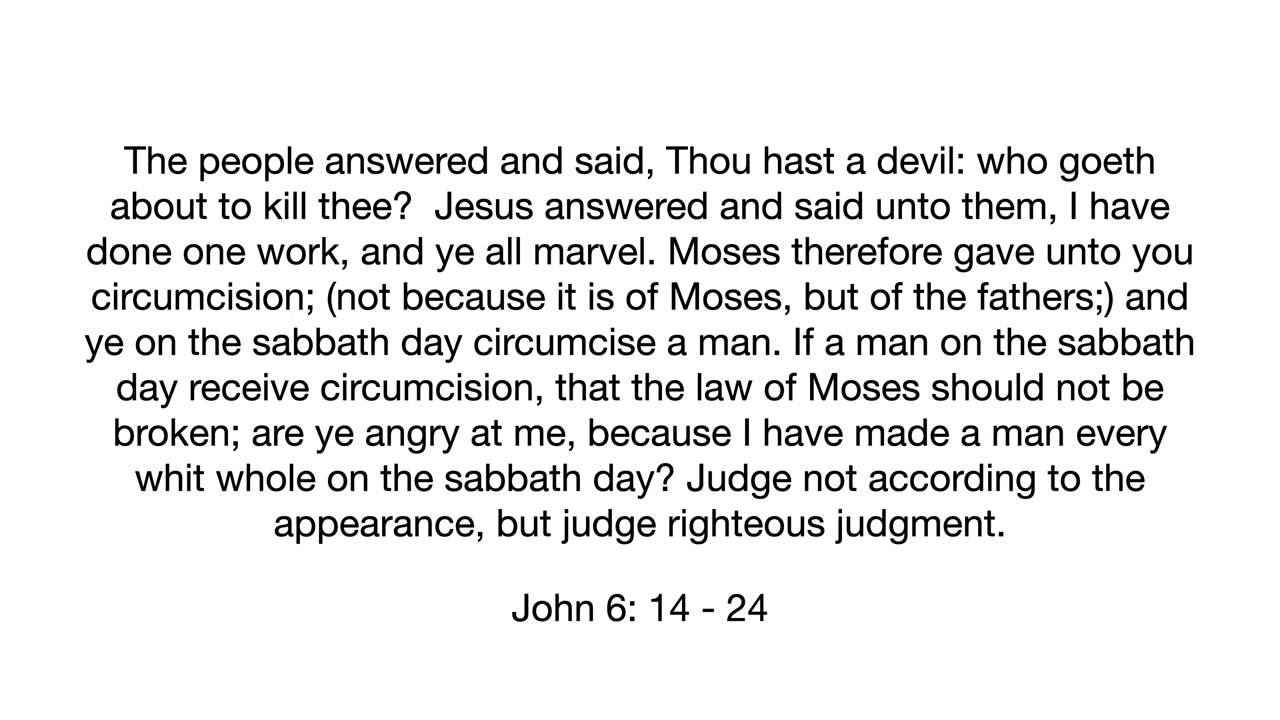 The people answered and said, Thou hast a devil: who goeth
about to kill thee?  Jesus answered and said unto them, I have
done one work, and ye all marvel. Moses therefore gave unto you
circumcision; (not because it is of Moses, but of the fathers;) and
ye on the sabbath day circumcise a man. If a man on the sabbath
day receive circumcision, that the law of Moses should not be
broken; are ye angry at me, because I have made a man every
whit whole on the sabbath day? Judge not according to the
appearance, but judge righteous judgment.
John 6: 14 - 24